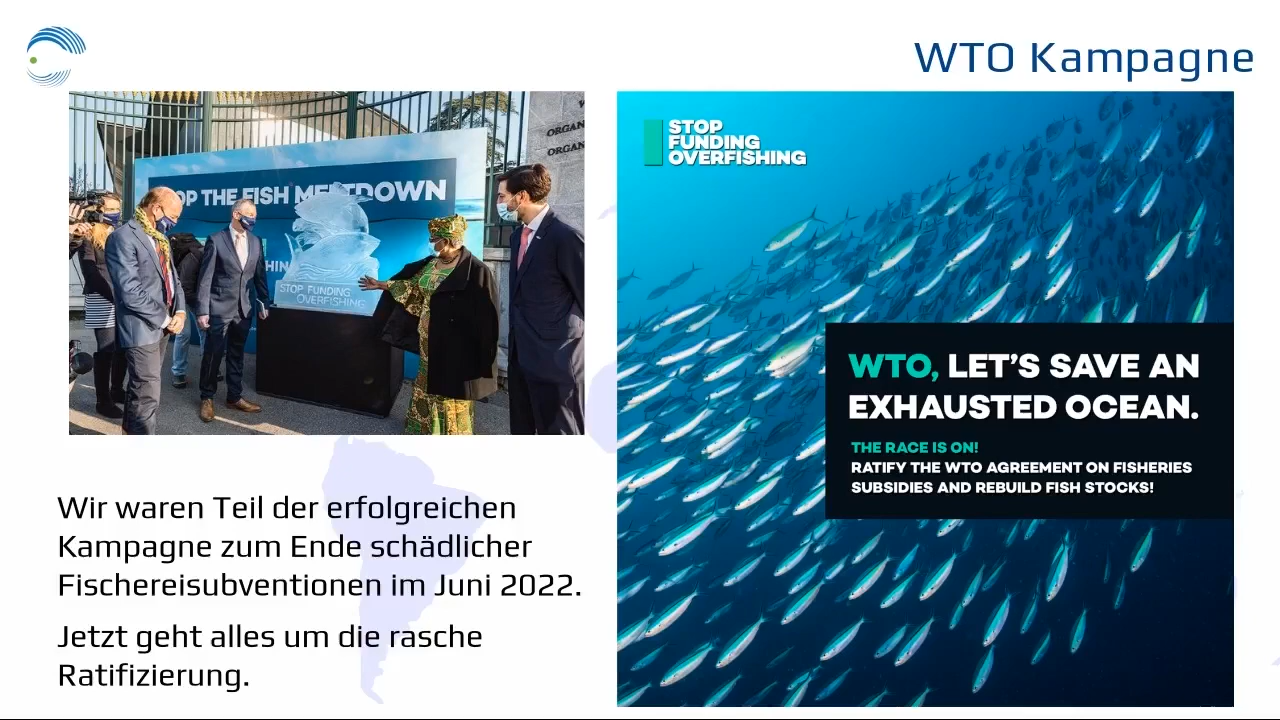 WTO Kampagne
ORGAN
ORGAN
OP THE FISH MELTDOWN
STOP FUNDING
OVERFISHING
STOP
FUNDING
OVERFISHING
WTO, LET’S SAVE AN
EXHAUSTED OCEAN.
THE RACE IS ON!
RATIFY THE WTO AGREEMENT ON FISHERIES
SUBSIDIES AND REBUILD FISH STOCKS!
Wir waren Teil der erfolgreichen
Kampagne zum Ende schädlicher
Fischereisubventionen im Juni 2022.
Jetzt geht alles um die rasche
Ratifizierung.